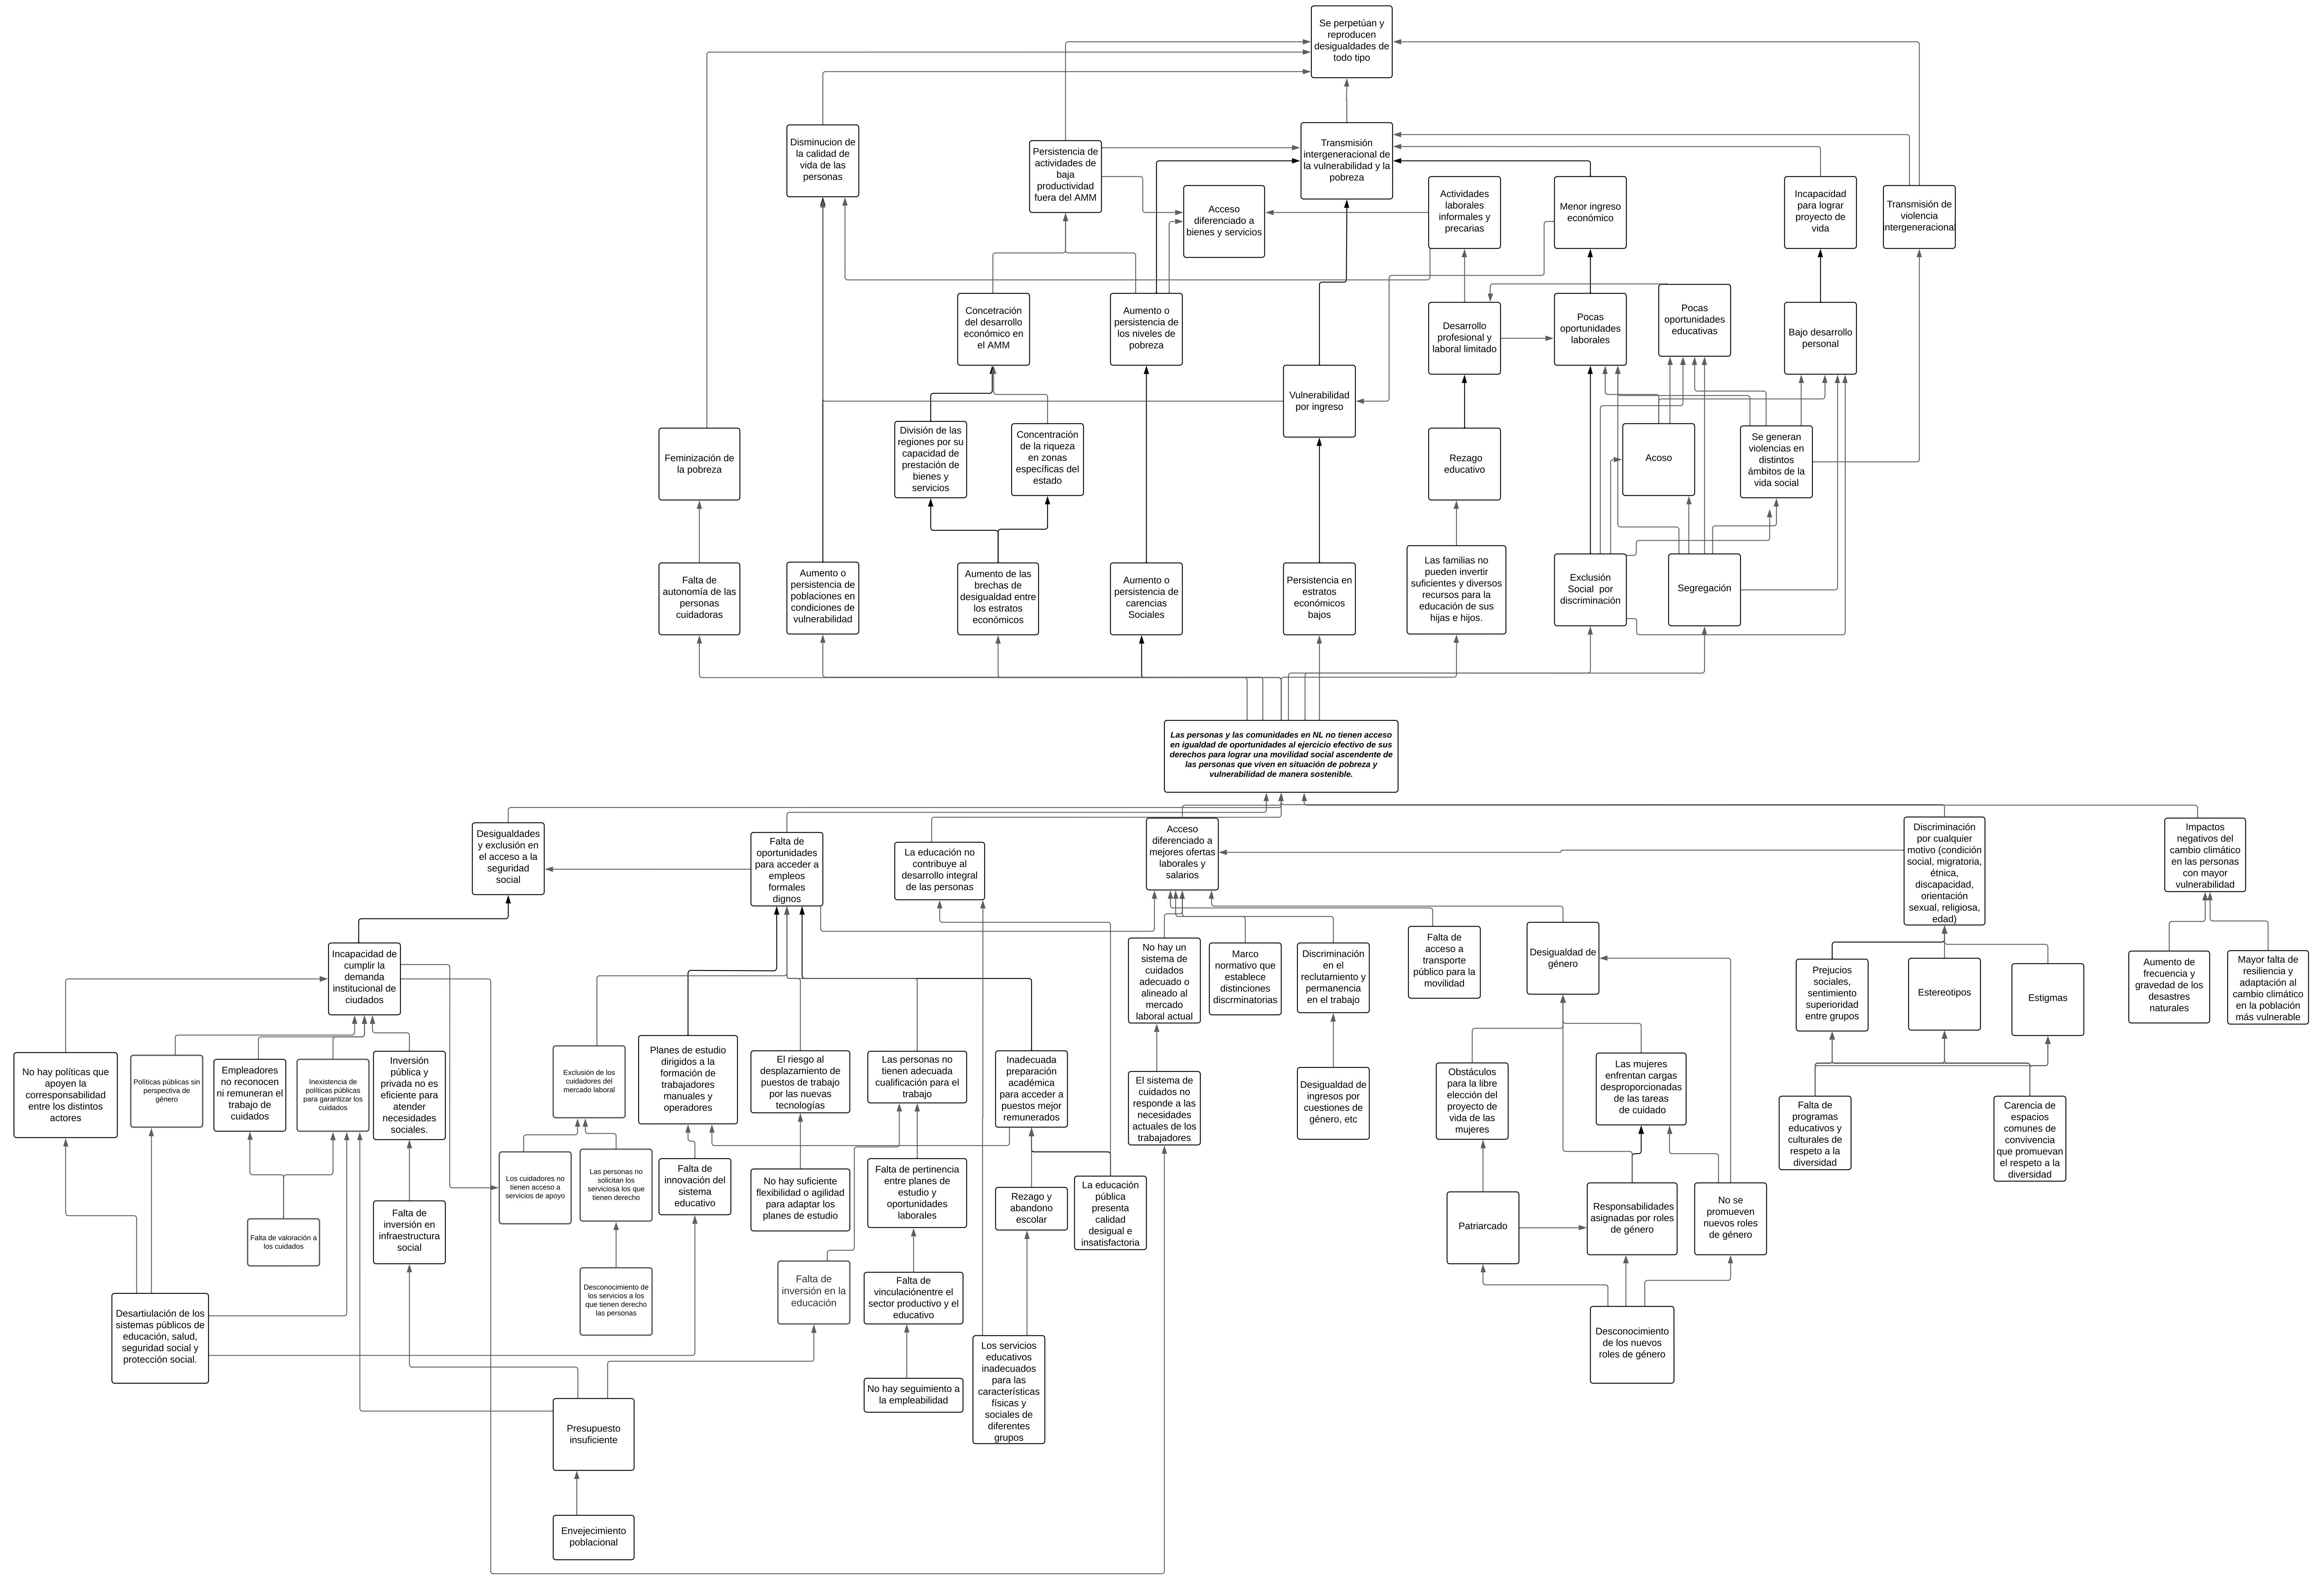 Se perpetúan y
reproducen
desigualdades de
todo tipo
Disminucion de
la calidad de
vida de las
personas
Persistencia de
actividades de
baja
productividad
fuera del AMM
Transmisión
intergeneracional de
la vulnerabilidad y la
pobreza
Acceso
diferenciado a
bienes y servicios
Actividades
laborales
informales y
precarias
Menor ingreso
económico
Incapacidad
para lograr
proyecto de
vida
Transmisión de
violencia
intergeneracional
Concetración
del desarrollo
económico en
el AMM
Aumento o
persistencia de
los niveles de
pobreza
Desarrollo
profesional y
laboral limitado
Pocas
oportunidades
laborales
Pocas
oportunidades
educativas
Bajo desarrollo
personal
Vulnerabilidad
por ingreso
Feminización de
la pobreza
División de las
regiones por su
capacidad de
prestación de
bienes y
servicios
Concentración
de la riqueza
en zonas
específicas del
estado
Rezago
educativo
Acoso
Se generan
violencias en
distintos
ámbitos de la
vida social
Falta de
autonomía de las
personas
cuidadoras
Aumento o
persistencia de
poblaciones en
condiciones de
vulnerabilidad
Aumento de las
brechas de
desigualdad entre
los estratos
económicos
Aumento o
persistencia de
carencias
Sociales
Persistencia en
estratos
económicos
bajos
Las familias no
pueden invertir
suficientes y diversos
recursos para la
educación de sus
hijas e hijos.
Exclusión
Social por
discriminación
Segregación
Las personas y las comunidades en NL no tienen acceso
en igualdad de oportunidades al ejercicio efectivo de sus
derechos para lograr una movilidad social ascendente de
las personas que viven en situación de pobreza y
vulnerabilidad de manera sostenible.
Desigualdades
y exclusión en
el acceso a la
seguridad
social
Falta de
oportunidades
para acceder a
empleos
formales
dignos
La educación no
contribuye al
desarrollo integral
de las personas
Acceso
diferenciado a
mejores ofertas
laborales y
salarios
Discriminación
por cualquier
motivo (condición
social, migratoria,
étnica,
discapacidad,
orientación
sexual, religiosa,
edad)
Impactos
negativos del
cambio climático
en las personas
con mayor
vulnerabilidad
Incapacidad de
cumplir la
demanda
institucional de
ciudados
No hay un
sistema de
cuidados
adecuado o
alineado al
mercado
laboral actual
Marco
normativo que
establece
distinciones
discrminatorias
Discriminación
en el
reclutamiento y
permanencia
en el trabajo
Falta de
acceso a
transporte
público para la
movilidad
Desigualdad de
género
Prejucios
sociales,
sentimiento
superioridad
entre grupos
Estereotipos
Estigmas
Aumento de
frecuencia y
gravedad de los
desastres
naturales
Mayor falta de
resiliencia y
adaptación al
cambio climático
en la población
más vulnerable
No hay políticas que
apoyen la
corresponsabilidad
entre los distintos
actores
Políticas públicas sin
perspectiva de
género
Empleadores
no reconocen
ni remuneran el
trabajo de
cuidados
Inexistencia de
políticas públicas
para garantizar los
cuidados
Inversión
pública y
privada no es
eficiente para
atender
necesidades
sociales.
Exclusión de los
cuidadores del
mercado laboral
Planes de estudio
dirigidos a la
formación de
trabajadores
manuales y
operadores
El riesgo al
desplazamiento de
puestos de trabajo
por las nuevas
tecnologías
Las personas no
tienen adecuada
cualificación para el
trabajo
Inadecuada
preparación
académica
para acceder a
puestos mejor
remunerados
El sistema de
cuidados no
responde a las
necesidades
actuales de los
trabajadores
Desigualdad de
ingresos por
cuestiones de
género, etc
Obstáculos
para la libre
elección del
proyecto de
vida de las
mujeres
Las mujeres
enfrentan cargas
desproporcionadas
de las tareas
de cuidado
Falta de
programas
educativos y
culturales de
respeto a la
diversidad
Carencia de
espacios
comunes de
convivencia
que promuevan
el respeto a la
diversidad
Los cuidadores no
tienen acceso a
servicios de apoyo
Las personas no
solicitan los
serviciosa los que
tienen derecho
Falta de
innovación del
sistema
educativo
No hay suficiente
flexibilidad o agilidad
para adaptar los
planes de estudio
Falta de pertinencia
entre planes de
estudio y
oportunidades
laborales
Rezago y
abandono
escolar
La educación
pública
presenta
calidad
desigual e
insatisfactoria
Patriarcado
Responsabilidades
asignadas por roles
de género
No se
promueven
nuevos roles
de género
Falta de valoración a
los cuidados
Falta de
inversión en
infraestructura
social
Desconocimiento de
los servicios a los
que tienen derecho
las personas
Falta de
inversión en la
educación
Falta de
vinculaciónentre el
sector productivo y el
educativo
Desartiulación de los
sistemas públicos de
educación, salud,
seguridad social y
protección social.
Los servicios
educativos
inadecuados
para las
características
físicas y
sociales de
diferentes
grupos
Desconocimiento
de los nuevos
roles de género
No hay seguimiento a
la empleabilidad
Presupuesto
insuficiente
Envejecimiento
poblacional